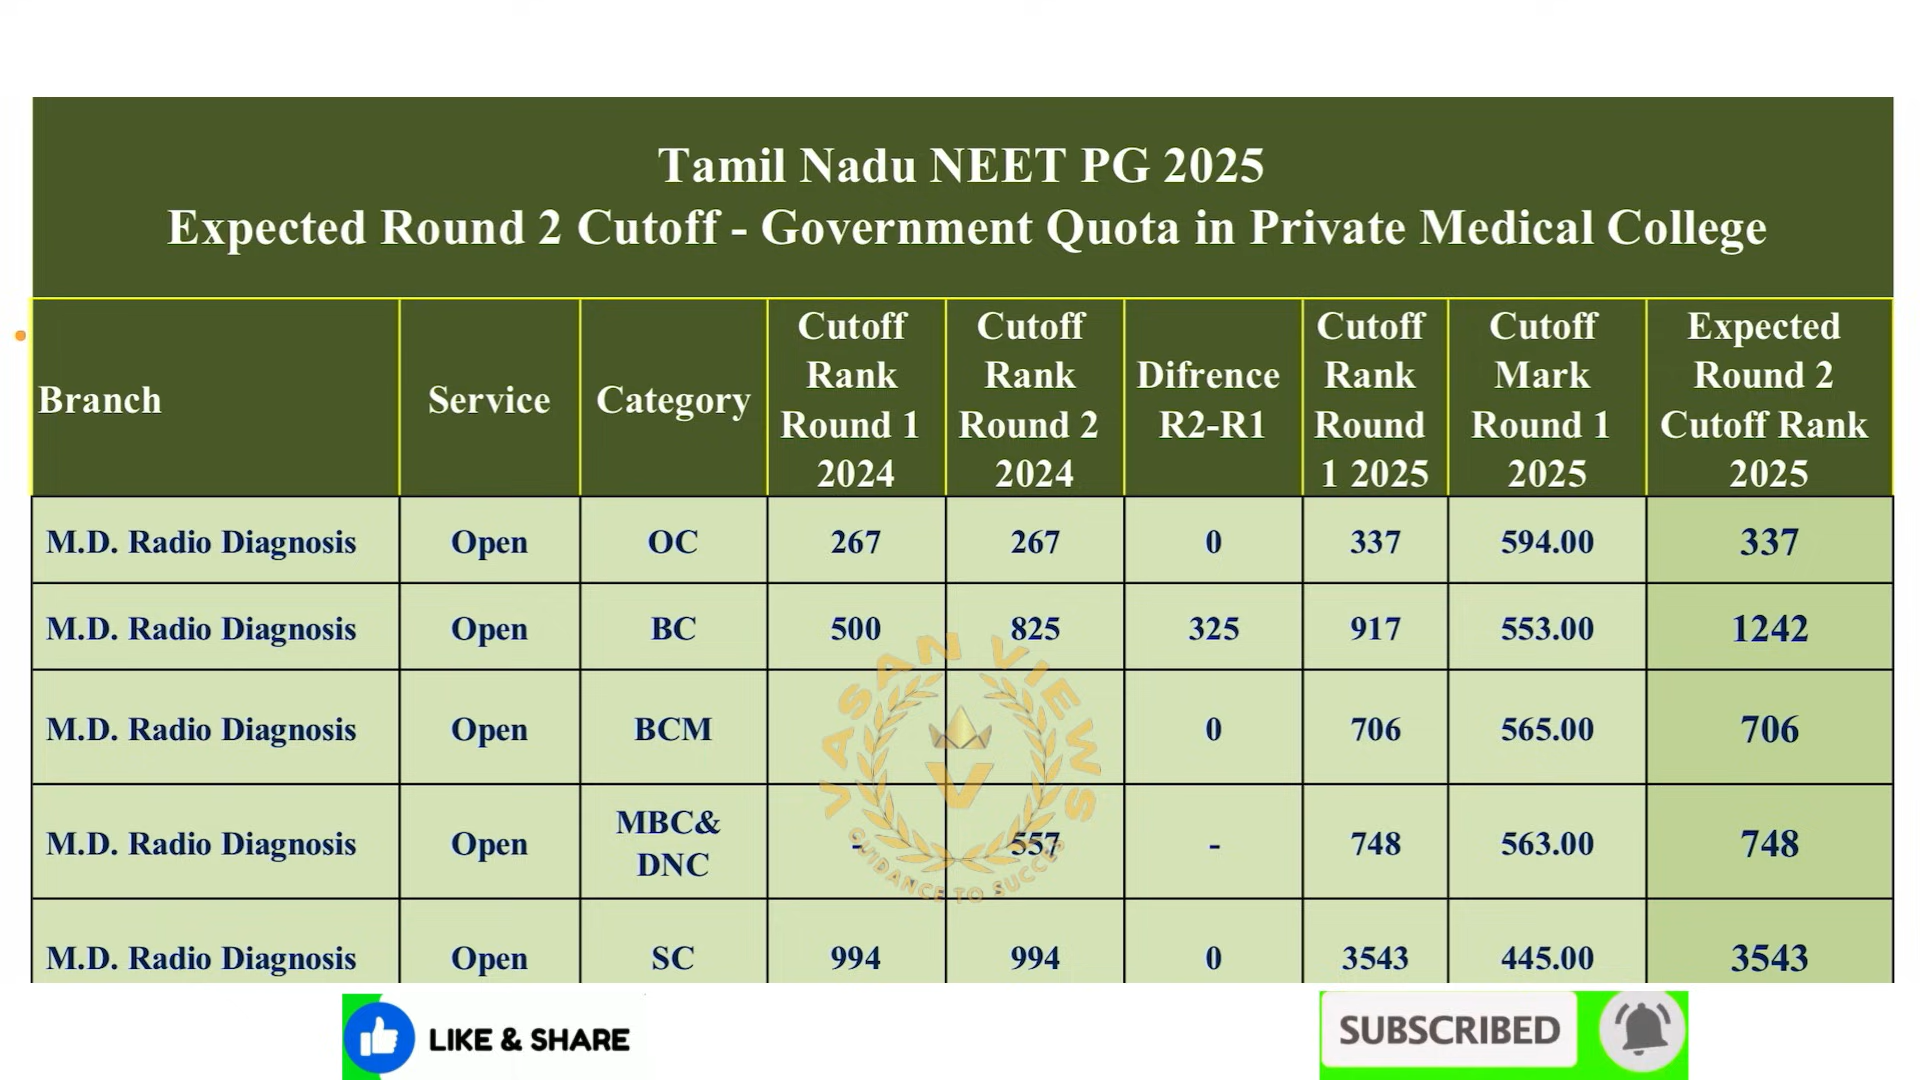 Tamil Nadu NEET PG 2025
Expected Round 2 Cutoff - Government Quota in Private Medical College
Branch
Service
Category
Cutoff
Rank
Round 1
2024
Cutoff
Rank
Round 2
2024
Difrence
R2-R1
Cutoff
Rank
Round
1 2025
Cutoff
Mark
Round 1
2025
Expected
Round 2
Cutoff Rank
2025
M.D. Radio Diagnosis Open OC 267 267 0 337 594.00 337
M.D. Radio Diagnosis Open BC 500 825 325 917 553.00 1242
M.D. Radio Diagnosis Open BCM 0 706 565.00 706
M.D. Radio Diagnosis Open MBC& DNC - 557 - 748 563.00 748
M.D. Radio Diagnosis Open SC 994 994 0 3543 445.00 3543
VASAN VIEWS
V
GUIDANCE TO SUCCESS
LIKE & SHARE
SUBSCRIBED